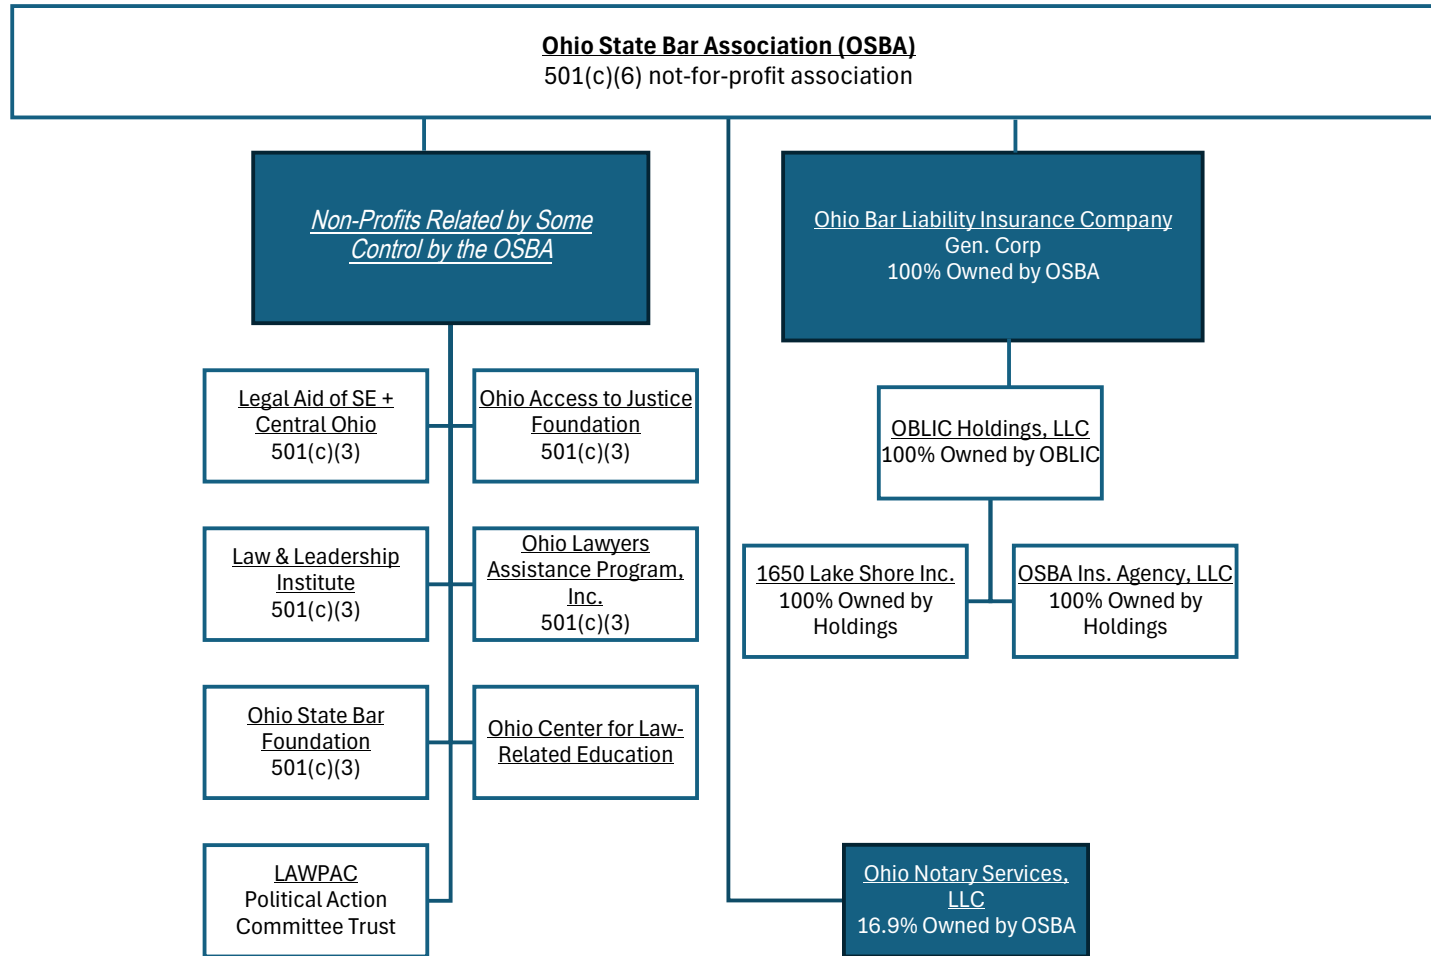 Ohio State Bar Association (OSBA)
501(c)(6) not-for-profit association
Non-Profits Related by Some
Control by the OSBA
Ohio Bar Liability Insurance Company
Gen. Corp
100% Owned by OSBA
Legal Aid of SE +
Central Ohio
501(c)(3)
Ohio Access to Justice
Foundation
501(c)(3)
OBLIC Holdings, LLC
100% Owned by OBLIC
Law & Leadership
Institute
501(c)(3)
Ohio Lawyers
Assistance Program,
Inc.
501(c)(3)
1650 Lake Shore Inc.
100% Owned by
Holdings
OSBA Ins. Agency, LLC
100% Owned by
Holdings
Ohio State Bar
Foundation
501(c)(3)
Ohio Center for Law-
Related Education
LAWPAC
Political Action
Committee Trust
Ohio Notary Services,
LLC
16.9% Owned by OSBA